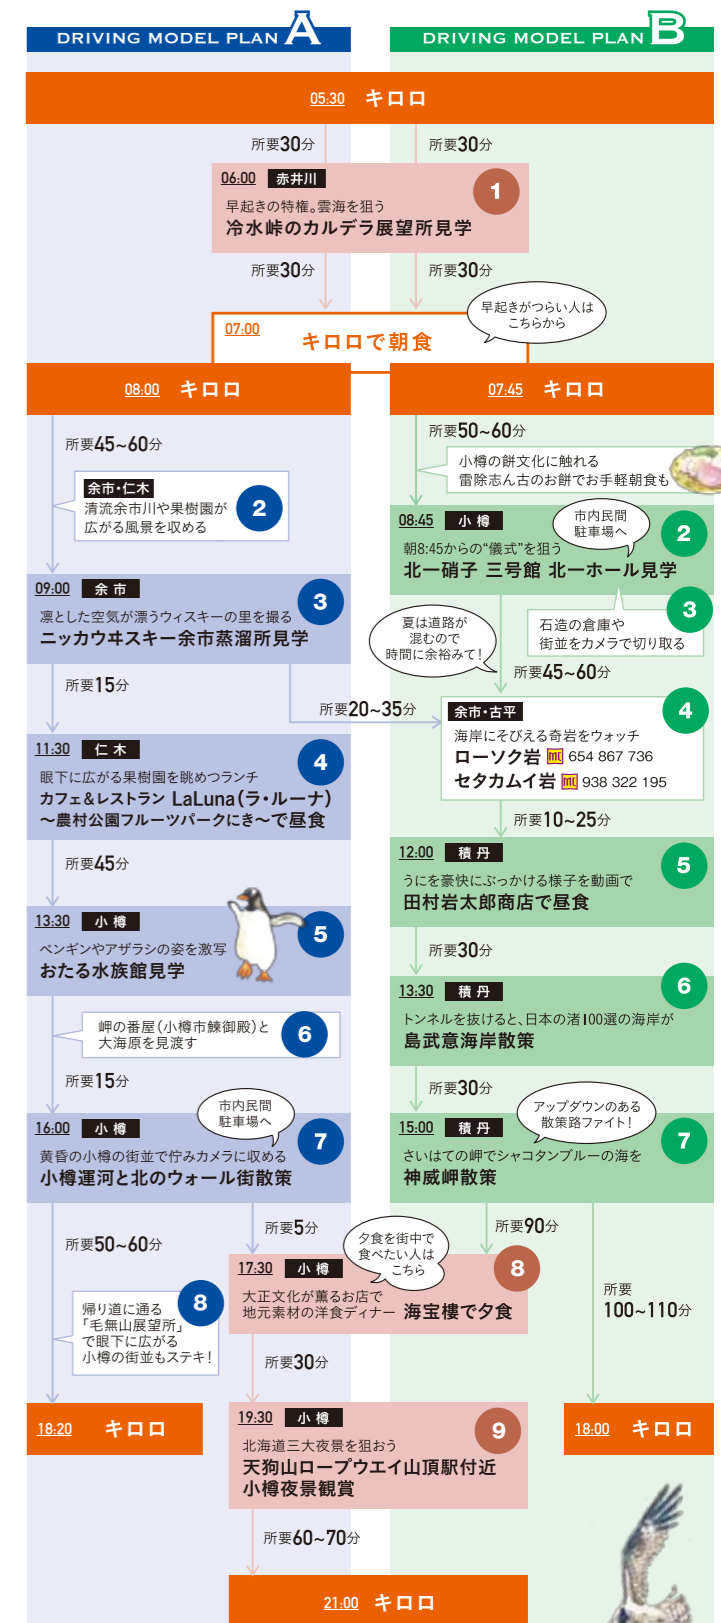 DRIVING MODEL PLAN A
DRIVING MODEL PLAN B
05:30 キロロ
所要30分
所要30分
06:00 赤井川
1
早起きの特権。雲海を狙う
冷水峠のカルデラ展望所見学
所要30分
所要30分
早起きがつらい人は
こちらから
07:00
キロロで朝食
08:00 キロロ
所要45~60分
余市・仁木
清流余市川や果樹園が
広がる風景を収める
2
09:00 余市
3
凛とした空気が漂うウィスキーの里を撮る
ニッカウヰスキー余市蒸溜所見学
所要15分
所要20~35分
11:30 仁木
4
眼下に広がる果樹園を眺めつランチ
カフェ&レストラン LaLuna(ラ・ルーナ)
~農村公園フルーツパークにき~で昼食
所要45分
13:30 小樽
5
ペンギンやアザラシの姿を激写
おたる水族館見学
岬の番屋(小樽市鰊御殿)と
大海原を見渡す
6
所要15分
市内民間
駐車場へ
16:00 小樽
7
黄昏の小樽の街並で佇みカメラに収める
小樽運河と北のウォール街散策
所要50~60分
所要5分
帰り道に通る
「毛無山展望所」
で眼下に広がる
小樽の街並もステキ!
8
18:20 キロロ
07:45 キロロ
所要50~60分
小樽の餅文化に触れる
雷除志ん古のお餅でお手軽朝食も
08:45 小樽
市内民間
駐車場へ
2
朝8:45からの“儀式”を狙う
北一硝子 三号館 北一ホール見学
3
石造の倉庫や
街並をカメラで切り取る
夏は道路が
混むので
時間に余裕みて!
所要45~60分
余市・古平
4
海岸にそびえる奇岩をウォッチ
ローソク岩 MC 654 867 736
セタカムイ岩 MC 938 322 195
所要10~25分
12:00 積丹
5
うにを豪快にぶっかける様子を動画で
田村岩太郎商店で昼食
所要30分
13:30 積丹
6
トンネルを抜けると、日本の渚100選の海岸が
島武意海岸散策
所要30分
アップダウンのある
散策路ファイト!
15:00 積丹
7
さいはての岬でシャコタンブルーの海を
神威岬散策
所要90分
所要
100~110分
18:00 キロロ
夕食を街中で
食べたい人は
こちら
17:30 小樽
8
大正文化が薫るお店で
地元素材の洋食ディナー 海宝樓で夕食
所要30分
19:30 小樽
9
北海道三大夜景を狙おう
天狗山ロープウエイ山頂駅付近
小樽夜景観賞
所要60~70分
21:00 キロロ